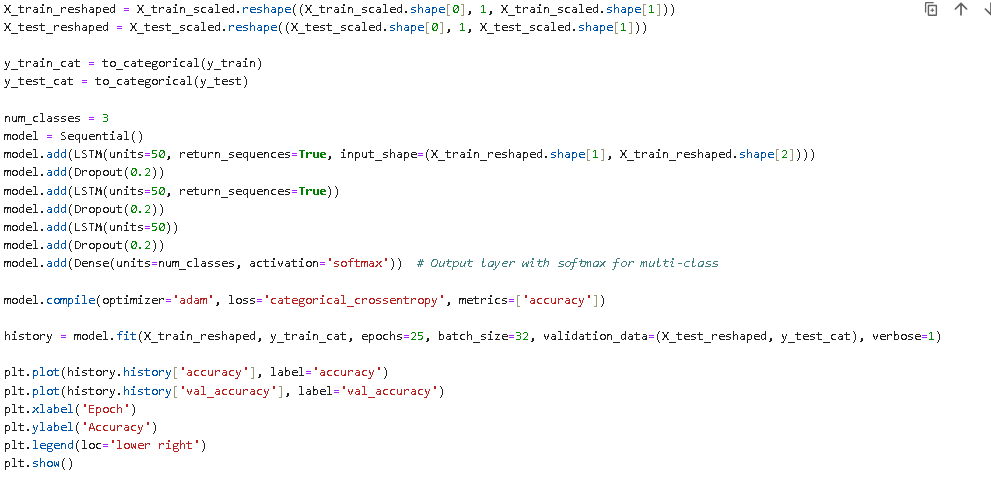 X_train_reshaped = X_train_scaled.reshape((X_train_scaled.shape[0], 1, X_train_scaled.shape[1]))
X_test_reshaped = X_test_scaled.reshape((X_test_scaled.shape[0], 1, X_test_scaled.shape[1]))
y_train_cat = to_categorical(y_train)
y_test_cat = to_categorical(y_test)
num_classes = 3
model = Sequential()
model.add(LSTM(units=50, return_sequences=True, input_shape=(X_train_reshaped.shape[1], X_train_reshaped.shape[2])))
model.add(Dropout(0.2))
model.add(LSTM(units=50, return_sequences=True))
model.add(Dropout(0.2))
model.add(LSTM(units=50))
model.add(Dropout(0.2))
model.add(Dense(units=num_classes, activation='softmax'))  # Output layer with softmax for multi-class
model.compile(optimizer='adam', loss='categorical_crossentropy', metrics=['accuracy'])
history = model.fit(X_train_reshaped, y_train_cat, epochs=25, batch_size=32, validation_data=(X_test_reshaped, y_test_cat), verbose=1)
plt.plot(history.history['accuracy'], label='accuracy')
plt.plot(history.history['val_accuracy'], label='val_accuracy')
plt.xlabel('Epoch')
plt.ylabel('Accuracy')
plt.legend(loc='lower right')
plt.show()